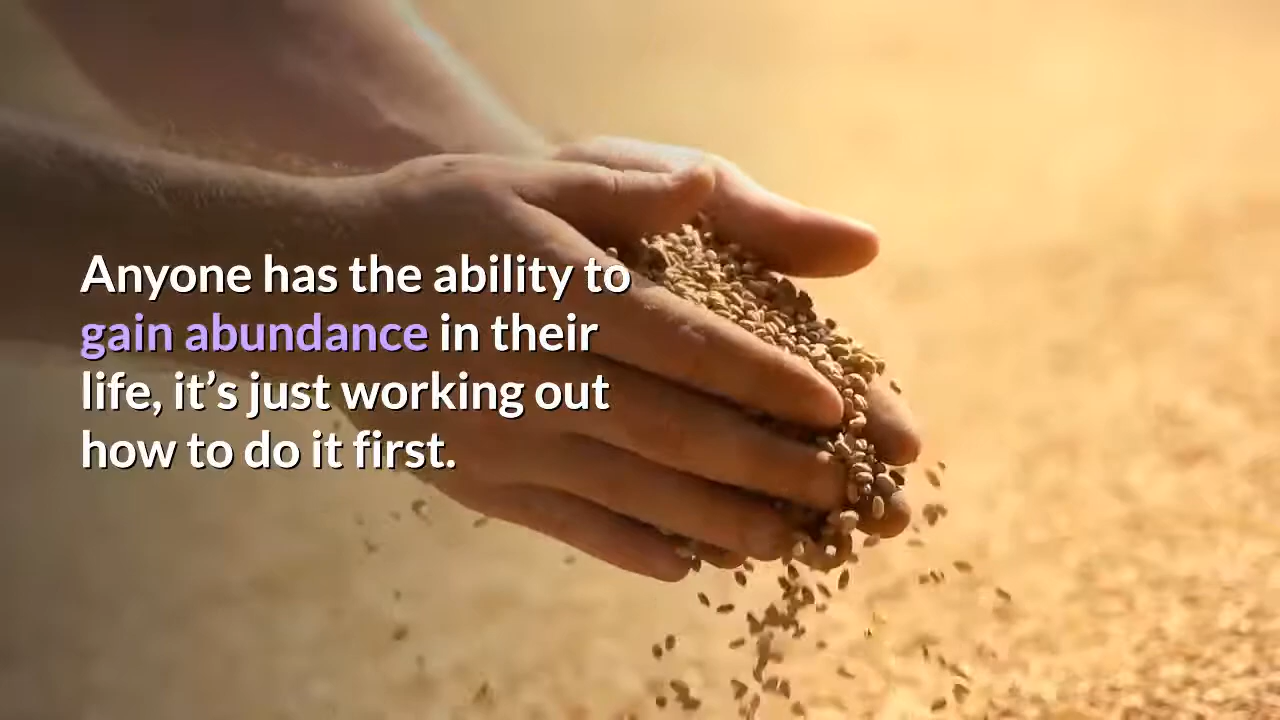 Anyone has the ability to
gain abundance in their
life, it’s just working out
how to do it first.